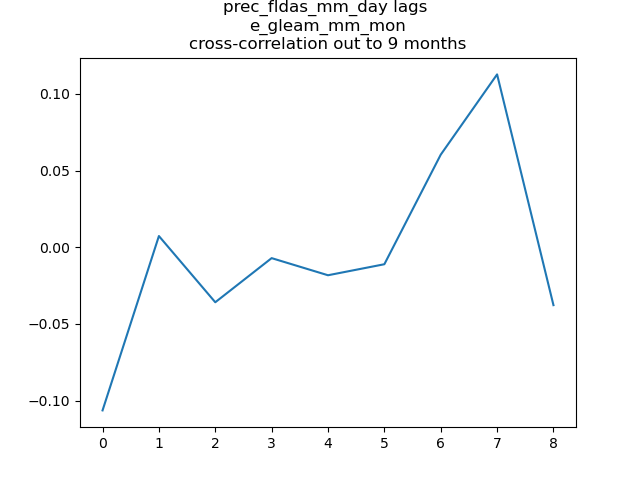 prec_fldas_mm_day lags
e_gleam_mm_mon
cross-correlation out to 9 months
0.10
0.05
0.00
−0.05
−0.10
0 1 2 3 4 5 6 7 8